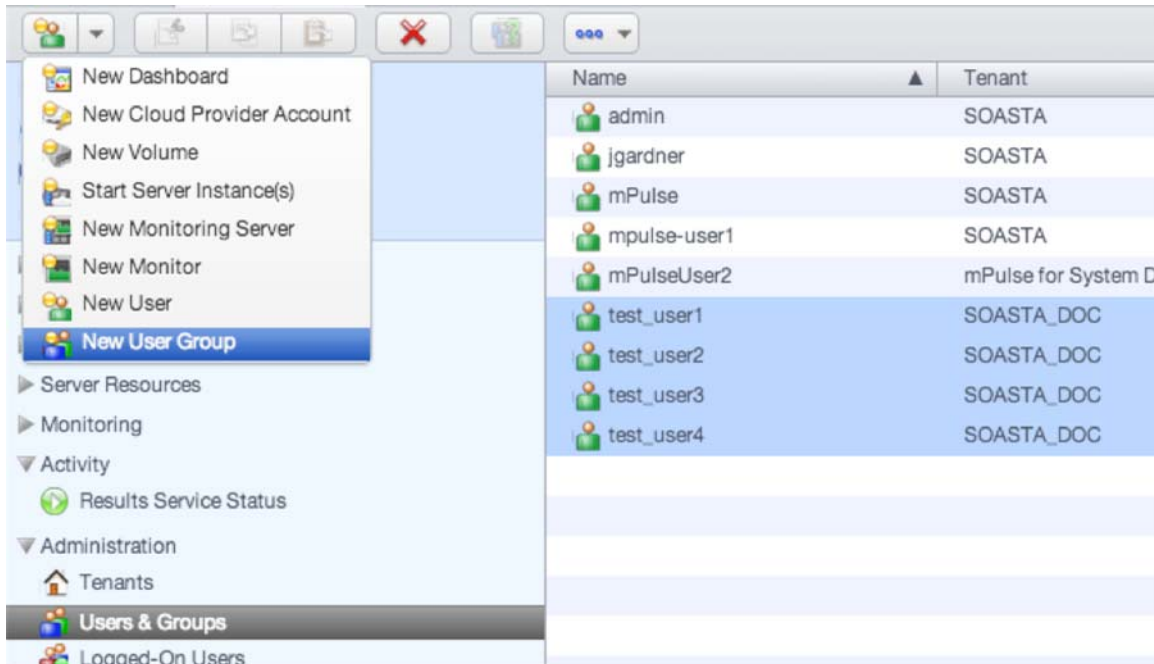 New Dashboard
New Cloud Provider Account
New Volume
Start Server Instance(s)
New Monitoring Server
New Monitor
New User
New User Group
Server Resources
Monitoring
Activity
Results Service Status
Administration
Tenants
Users & Groups
Logged-On Users
Name Tenant
admin SOASTA
jgardner SOASTA
mPulse SOASTA
mpulse-user1 SOASTA
mPulseUser2 mPulse for System D
test_user1 SOASTA_DOC
test_user2 SOASTA_DOC
test_user3 SOASTA_DOC
test_user4 SOASTA_DOC